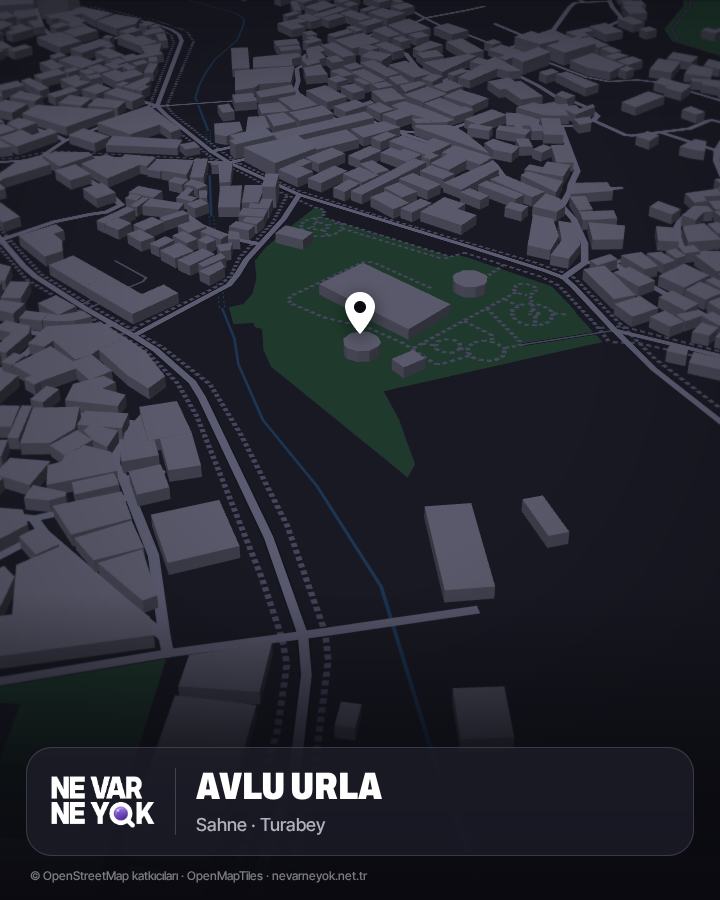 NE VAR
NE YOK
AVLU URLA
Sahne · Turabey
© OpenStreetMap katkıcıları · OpenMapTiles · nevarneyok.net.tr